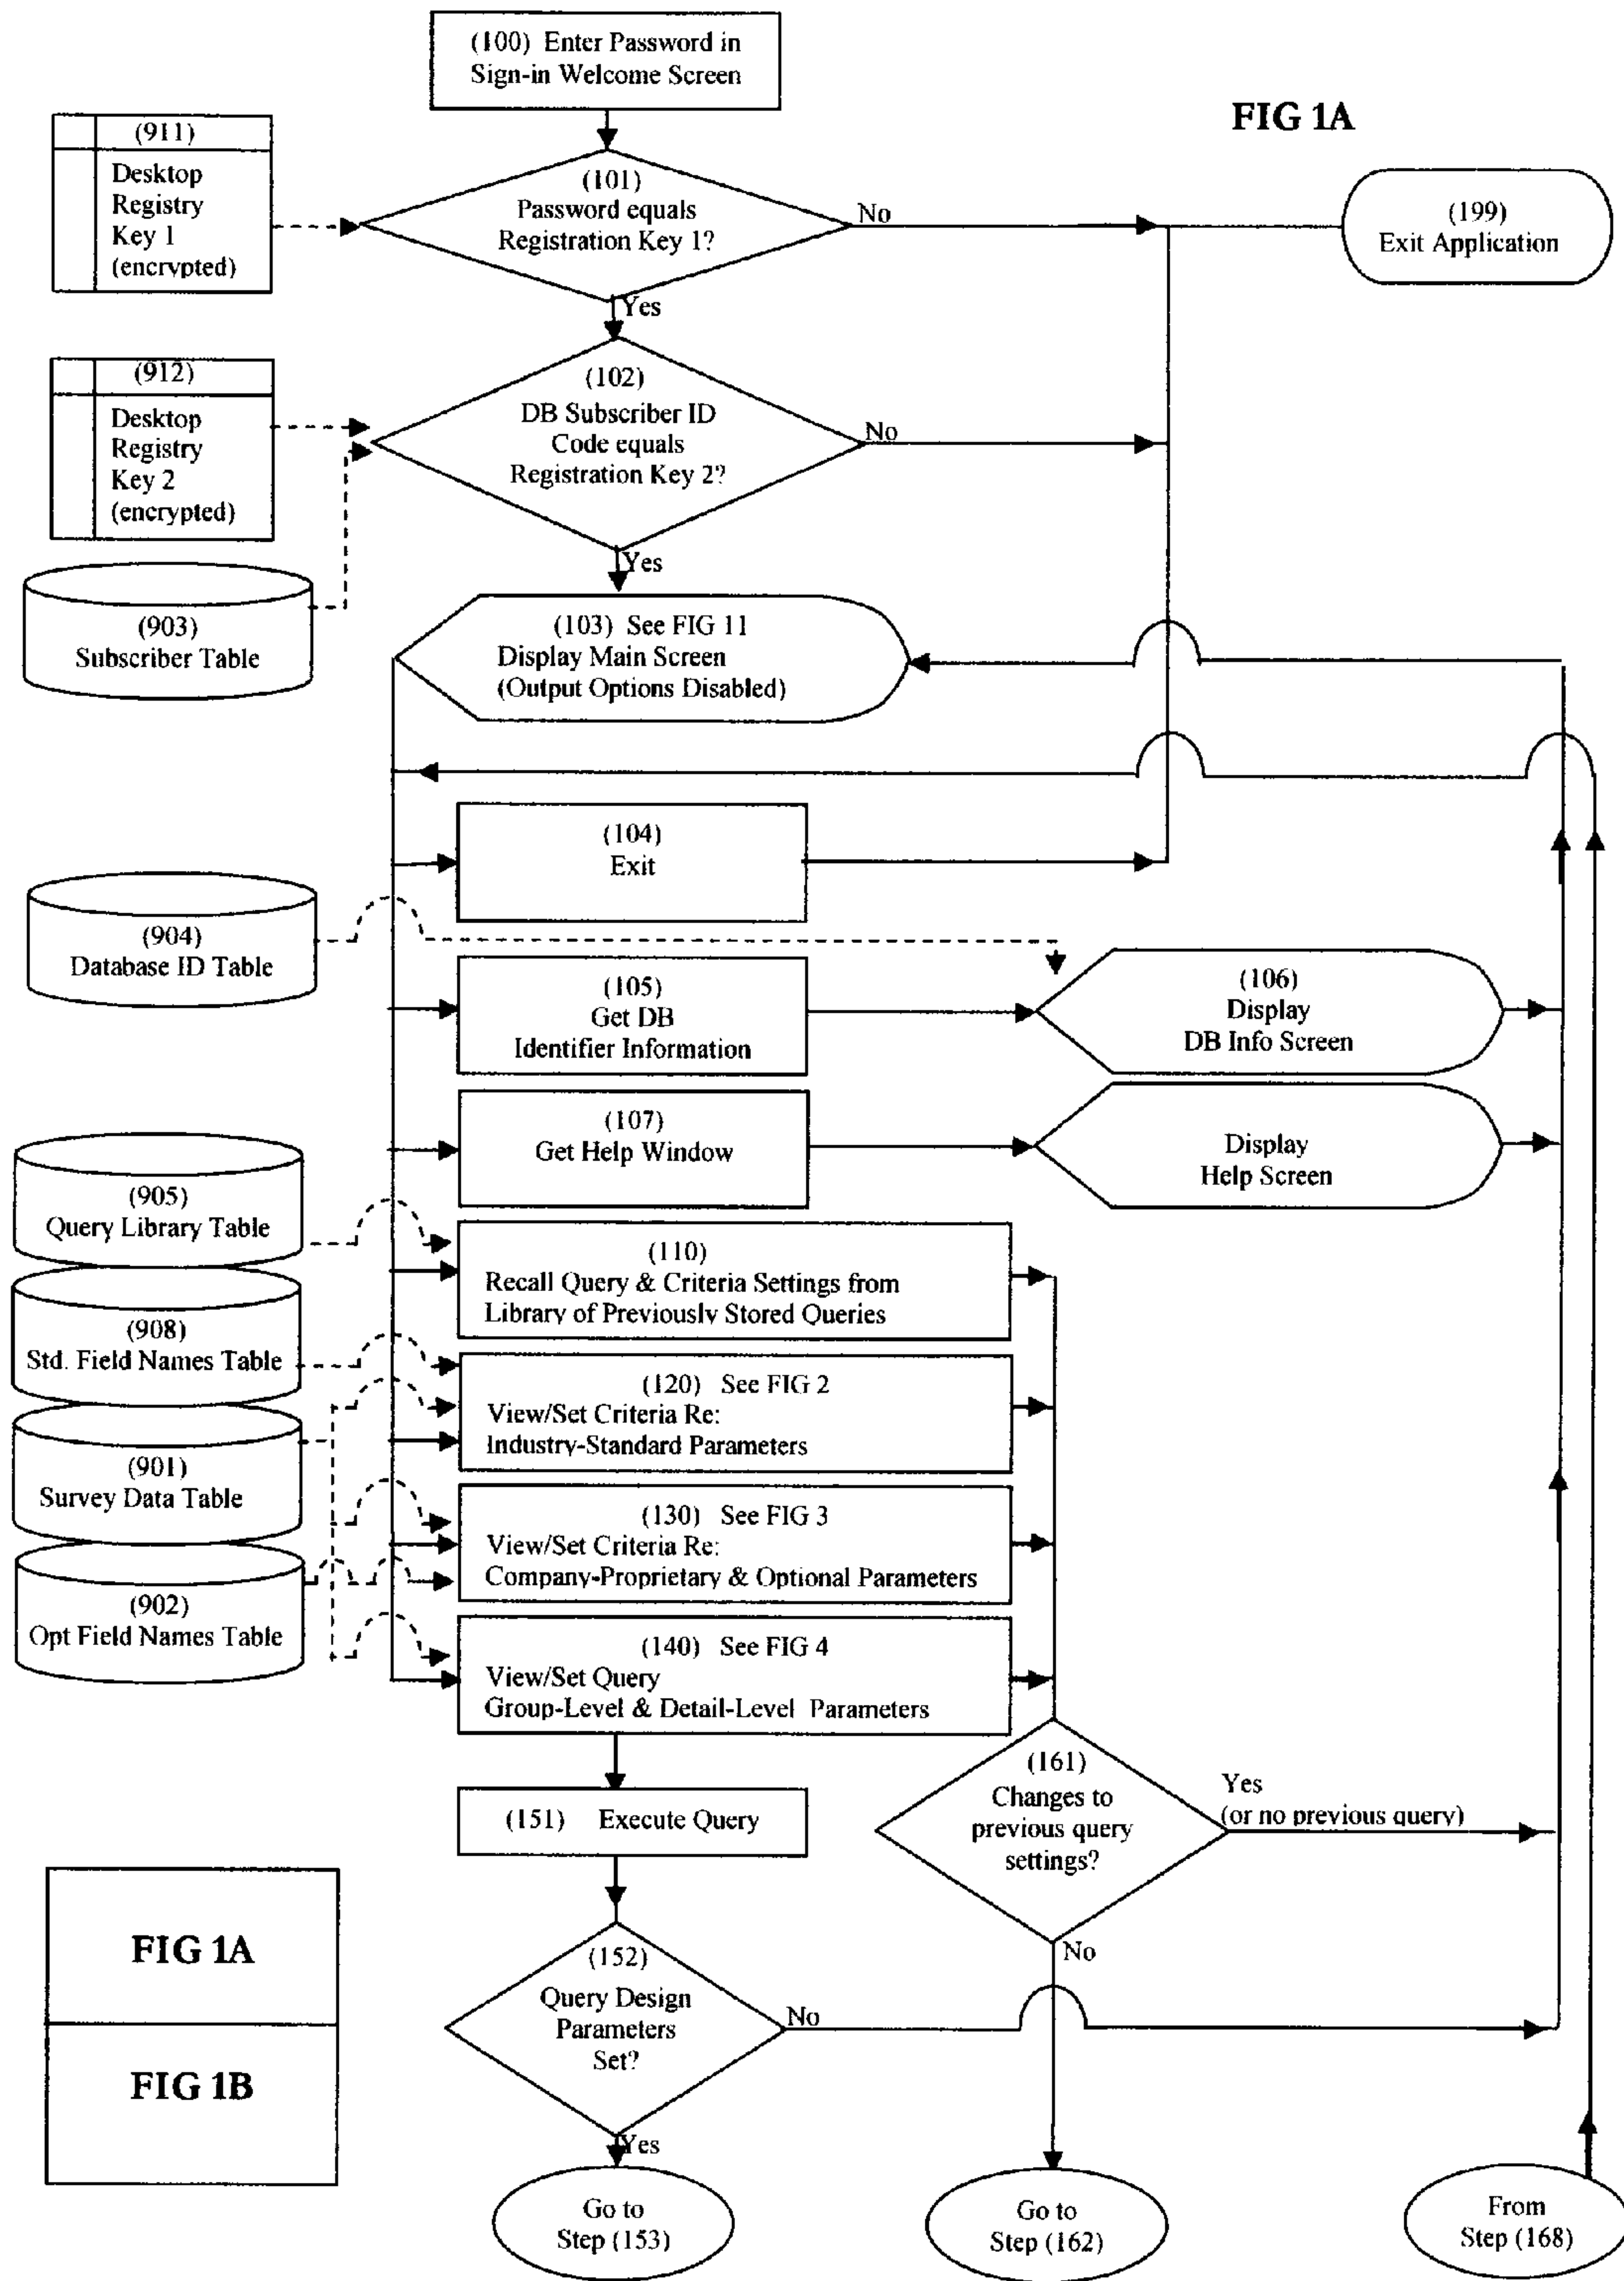 (100) Enter Password in
Sign-in Welcome Screen
FIG 1A
(911)
Desktop
Registry
Key 1
(encrypted)
(101)
Password equals
Registration Key 1?
No
(199)
Exit Application
Yes
(912)
Desktop
Registry
Key 2
(encrypted)
(102)
DB Subscriber ID
Code equals
Registration Key 2?
No
Yes
(903)
Subscriber Table
(103) See FIG 11
Display Main Screen
(Output Options Disabled)
(104)
Exit
(904)
Database ID Table
(105)
Get DB
Identifier Information
(106)
Display
DB Info Screen
(107)
Get Help Window
Display
Help Screen
(905)
Query Library Table
(110)
Recall Query & Criteria Settings from
Library of Previously Stored Queries
(908)
Std. Field Names Table
(120) See FIG 2
View/Set Criteria Re:
Industry-Standard Parameters
(901)
Survey Data Table
(130) See FIG 3
View/Set Criteria Re:
Company-Proprietary & Optional Parameters
(902)
Opt Field Names Table
(140) See FIG 4
View/Set Query
Group-Level & Detail-Level Parameters
(151) Execute Query
(161)
Changes to
previous query
settings?
Yes
(or no previous query)
No
FIG 1A
FIG 1B
(152)
Query Design
Parameters
Set?
No
Yes
Go to
Step (153)
Go to
Step (162)
From
Step (168)